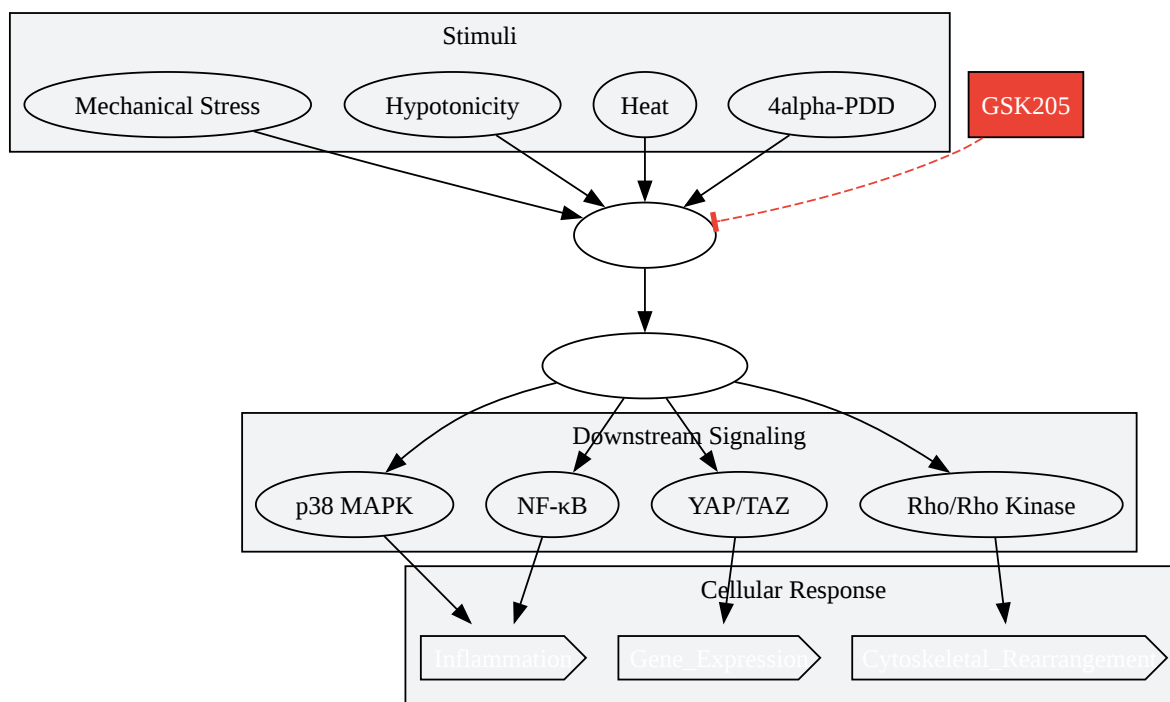 Stimuli
Mechanical Stress
Hypotonicity
Heat
4alpha-PDD
GSK205
Downstream Signaling
p38 MAPK
NF-κB
YAP/TAZ
Rho/Rho Kinase
Cellular Response
Inflammation
Gene_Expression
Cytoskeletal_Rearrangement